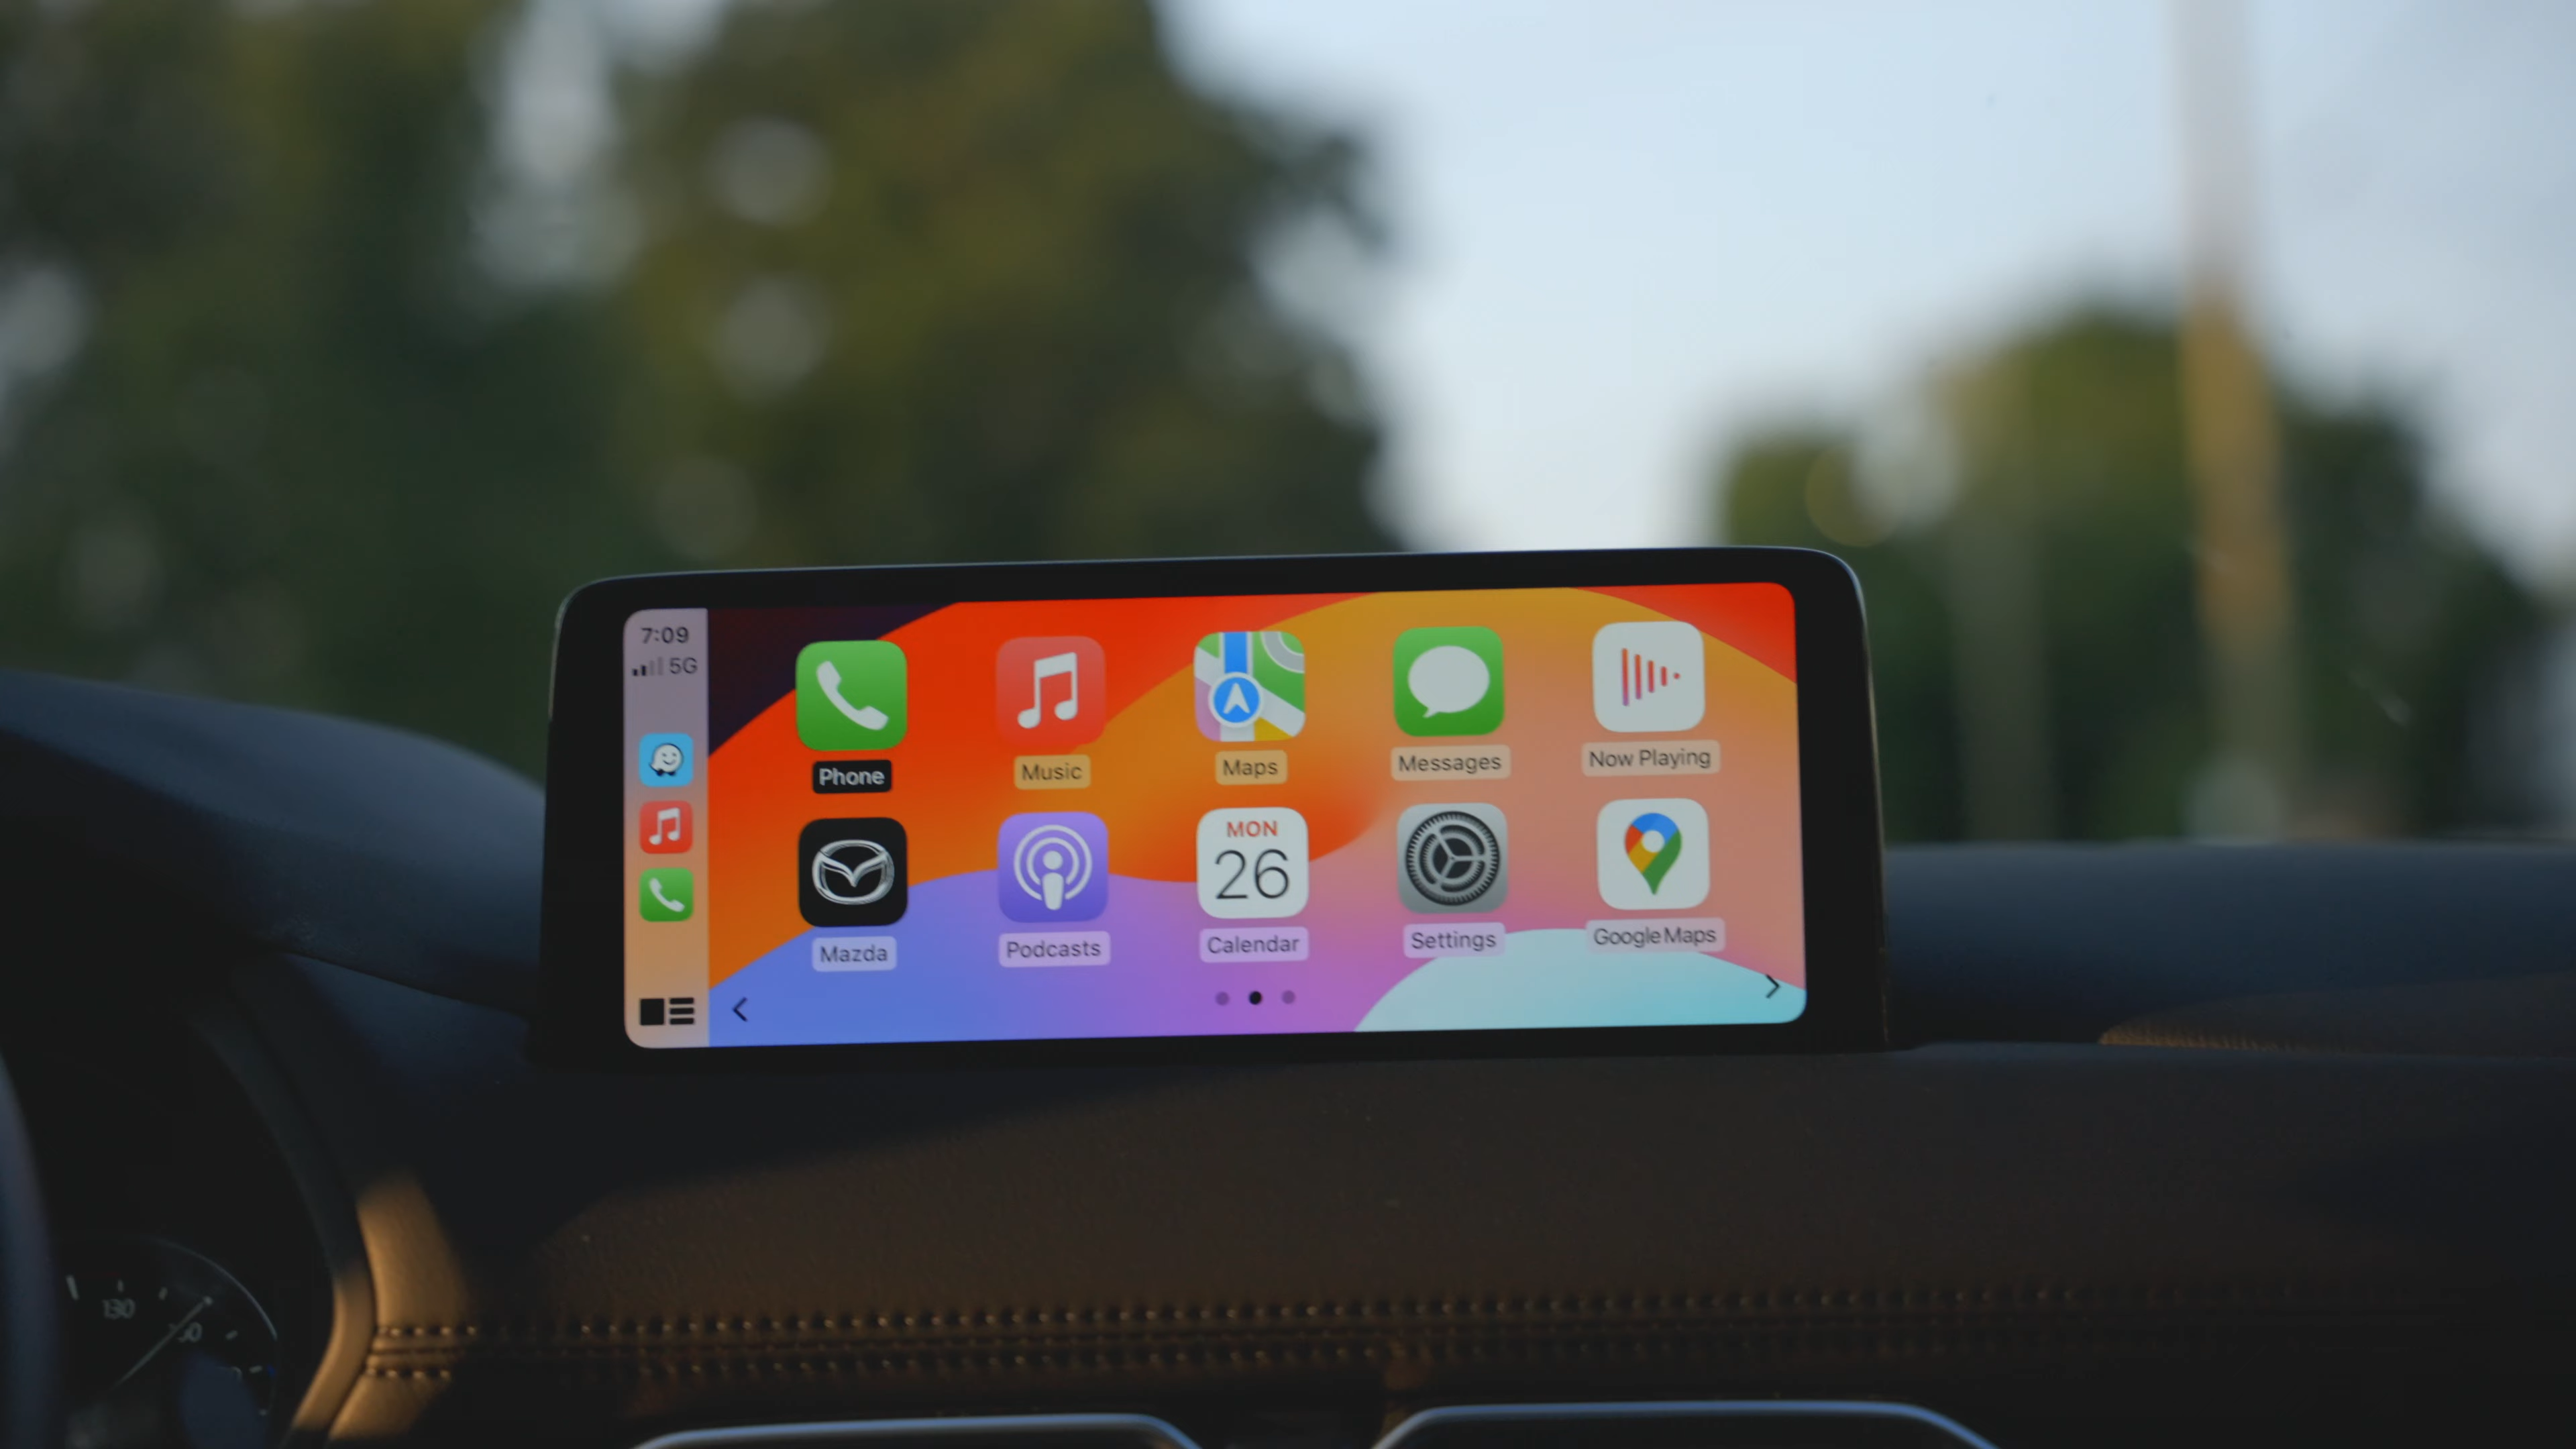 7:09
5G
Phone
Music
Maps
Messages
Now Playing
MON
26
Mazda
Podcasts
Calendar
Settings
Google Maps
130